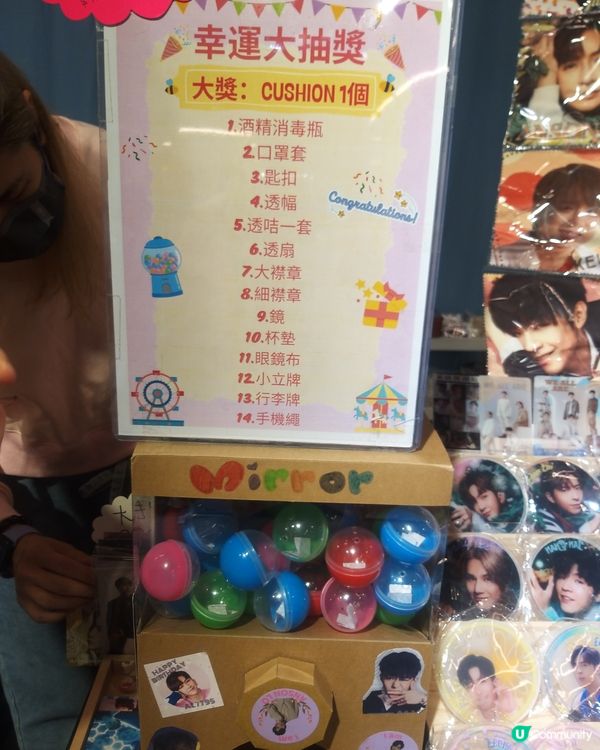 幸運大抽獎
大獎： CUSHION 1個
1.酒精消毒瓶
2.口罩套
3.匙扣
4.透幅
5.透咭一套
6.透扇
7.大襟章
8.細襟章
9.鏡
10.杯墊
11.眼鏡布
12.小立牌
13.行李牌
14.手機繩
Congratulations!
Mirror
HAPPY
BIRTHDAY
AL7795
ANSONLO
U Community